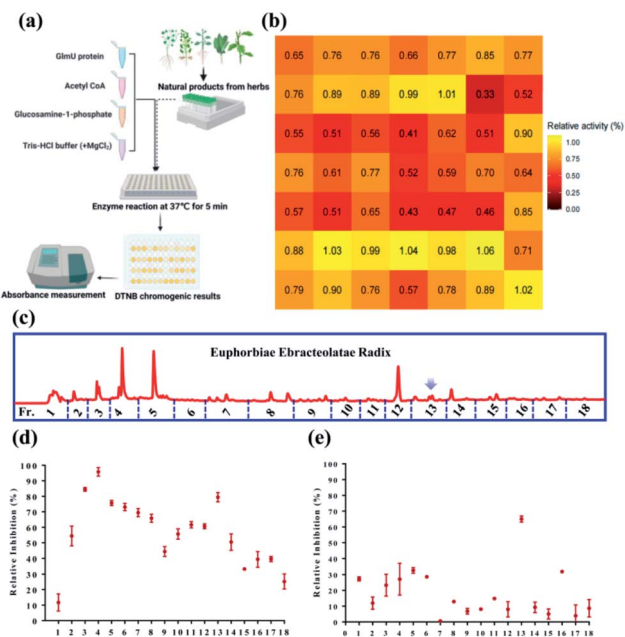 (a)
GlmU protein
Acetyl CoA
Glucosamine-1-phosphate
Tris-HCl buffer (+MgCl₂)
Natural products from herbs
Enzyme reaction at 37℃ for 5 min
Absorbance measurement
DTNB chromogenic results
(b)
0.65 0.76 0.76 0.66 0.77 0.85 0.77
0.76 0.89 0.89 0.99 1.01 0.33 0.52
0.55 0.51 0.56 0.41 0.62 0.51 0.90
0.76 0.61 0.77 0.52 0.59 0.70 0.64
0.57 0.51 0.65 0.43 0.47 0.46 0.85
0.88 1.03 0.99 1.04 0.98 1.06 0.71
0.79 0.90 0.76 0.57 0.78 0.89 1.02
Relative activity (%)
1.00
0.75
0.50
0.25
0.00
(c)
Euphorbiae Ebracteolatae Radix
Fr. 1 2 3 4 5 6 7 8 9 10 11 12 13 14 15 16 17 18
(d)
Relative Inhibition (%)
100
90
80
70
60
50
40
30
20
10
0
1 2 3 4 5 6 7 8 9 10 11 12 13 14 15 16 17 18
(e)
Relative Inhibition (%)
100
90
80
70
60
50
40
30
20
10
0
0 1 2 3 4 5 6 7 8 9 10 11 12 13 14 15 16 17 18